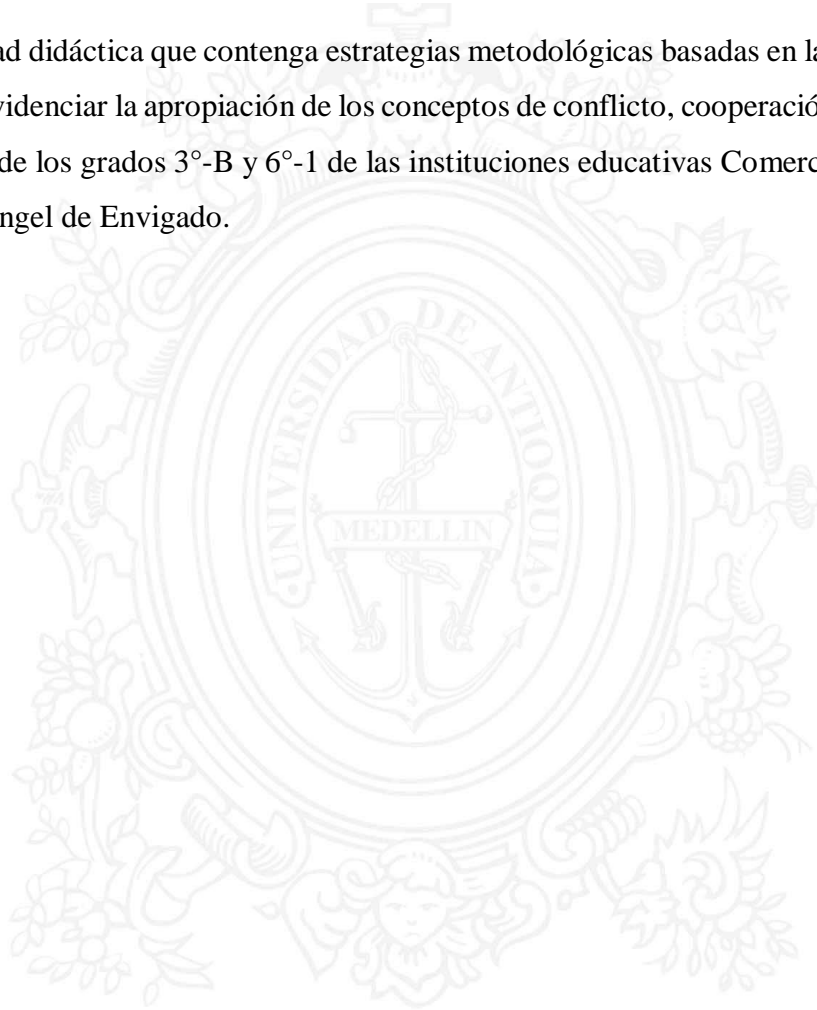 ad didáctica que contenga estrategias metodológicas basadas en la
videnciar la apropiación de los conceptos de conflicto, cooperació
de los grados 3°-B y 6°-1 de las instituciones educativas Comerc
ngel de Envigado.
UNIVERSIDAD DE ANTIOQUIA
MEDELLIN